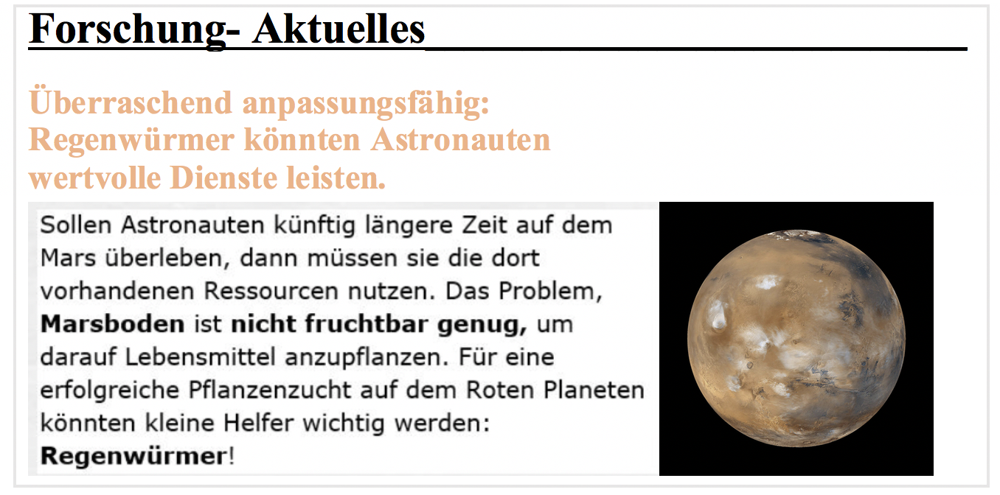 Forschung- Aktuelles
Überraschend anpassungsfähig:
Regenwürmer könnten Astronauten
wertvolle Dienste leisten.
Sollen Astronauten künftig längere Zeit auf dem
Mars überleben, dann müssen sie die dort
vorhandenen Ressourcen nutzen. Das Problem,
Marsboden ist nicht fruchtbar genug, um
darauf Lebensmittel anzupflanzen. Für eine
erfolgreiche Pflanzenzucht auf dem Roten Planeten
könnten kleine Helfer wichtig werden:
Regenwürmer!